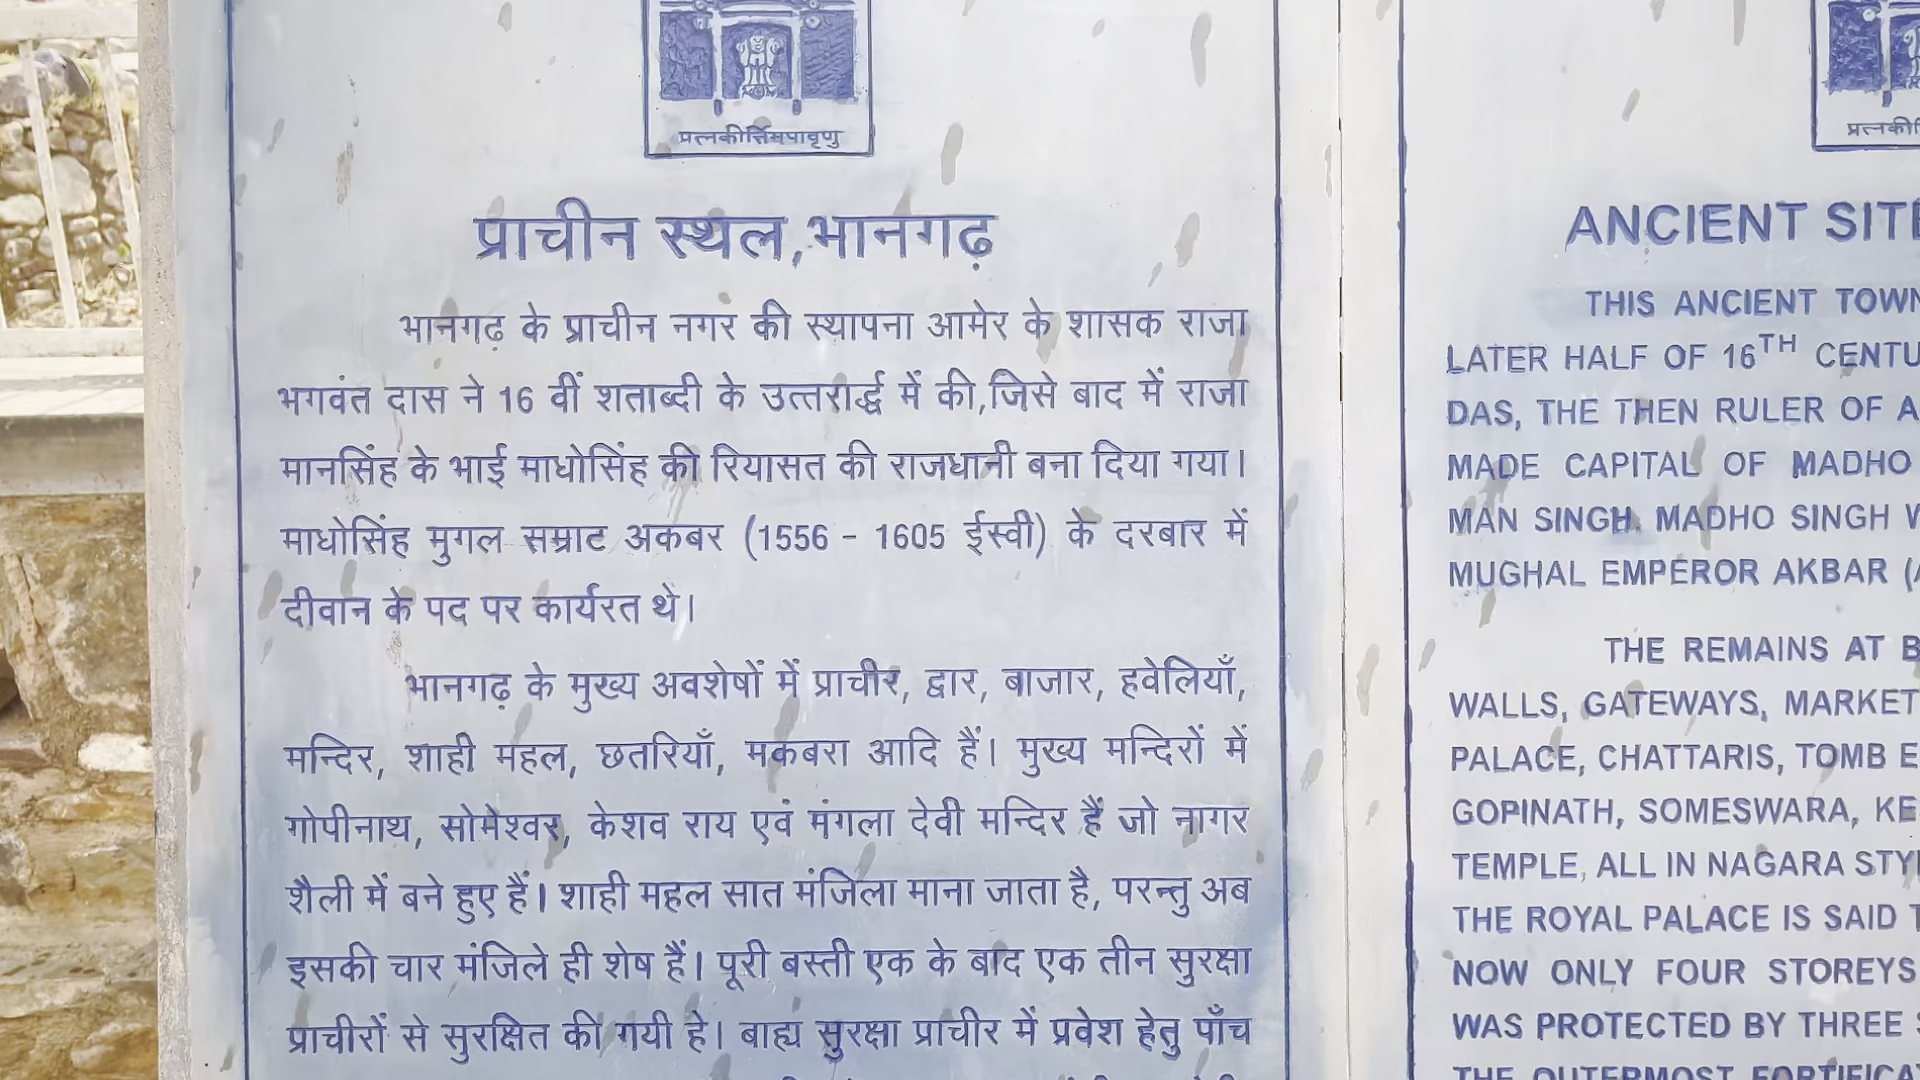 प्रत्नकीर्त्तिमपावृणु
प्राचीन स्थल, भानगढ़
भानगढ़ के प्राचीन नगर की स्थापना आमेर के शासक राजा
भगवंत दास ने 16 वीं शताब्दी के उत्तरार्द्ध में की, जिसे बाद में राजा
मानसिंह के भाई माधोसिंह की रियासत की राजधानी बना दिया गया।
माधोसिंह मुगल सम्राट अकबर (1556 - 1605 ईस्वी) के दरबार में
दीवान के पद पर कार्यरत थे।
भानगढ़ के मुख्य अवशेषों में प्राचीर, द्वार, बाजार, हवेलियाँ,
मन्दिर, शाही महल, छतरियाँ, मकबरा आदि हैं। मुख्य मन्दिरों में
गोपीनाथ, सोमेश्वर, केशव राय एवं मंगला देवी मन्दिर हैं जो नागर
शैली में बने हुए हैं। शाही महल सात मंजिला माना जाता है, परन्तु अब
इसकी चार मंजिले ही शेष हैं। पूरी बस्ती एक के बाद एक तीन सुरक्षा
प्राचीरों से सुरक्षित की गयी हे। बाह्य सुरक्षा प्राचीर में प्रवेश हेतु पाँच
ANCIENT SITE
THIS ANCIENT TOWN
LATER HALF OF 16TH
DAS, THE THEN RULER OF
MADE CAPITAL OF MADHO
MAN SINGH. MADHO SINGH
MUGHAL EMPEROR AKBAR
THE REMAINS AT
WALLS, GATEWAYS, MARKET
PALACE, CHATTARIS, TOMB
GOPINATH, SOMESWARA,
TEMPLE, ALL IN NAGARA
THE ROYAL PALACE IS SAID
NOW ONLY FOUR STOREYS
WAS PROTECTED BY THREE
THE OUTERMOST